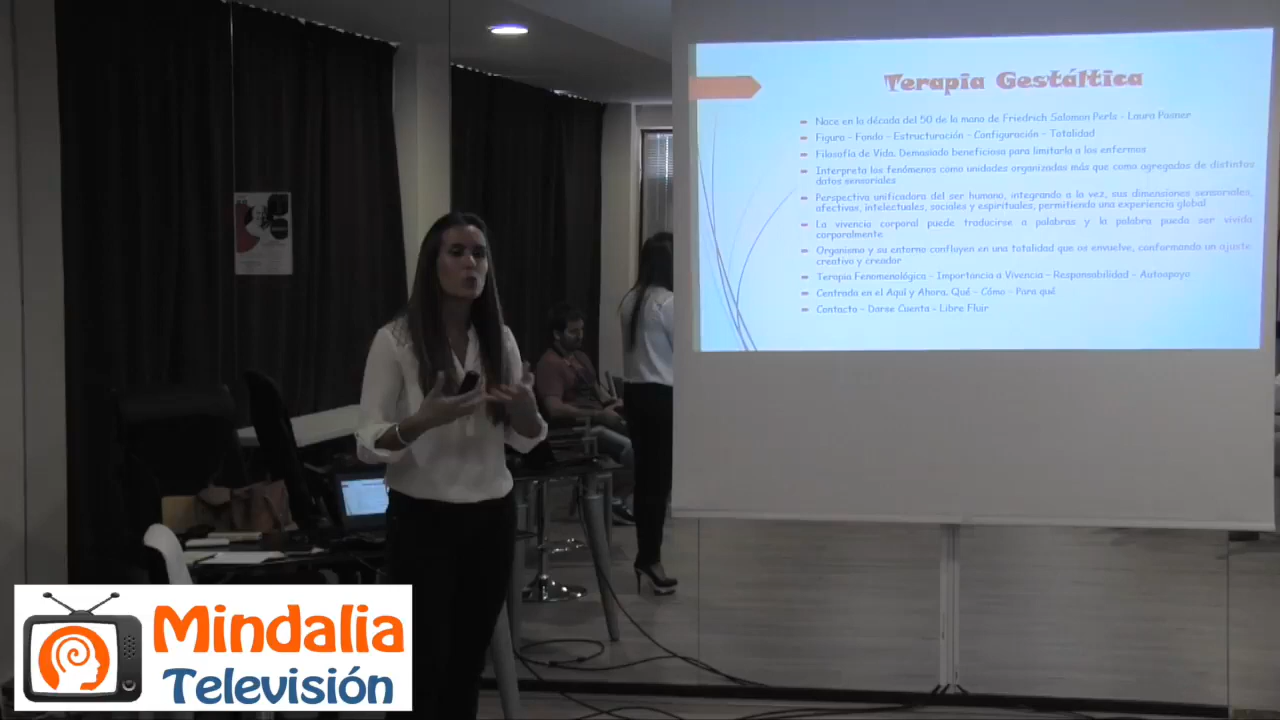 Terapia Gestáltica
Nace en la década del 50 de la mano de Friedrich Salomon Perls - Laura Posner
Figura - Fondo - Estructuración - Configuración - Totalidad
Filosofía de Vida. Demasiado beneficiosa para limitarla a los enfermos
Interpreta los fenómenos como unidades organizadas más que como agregados de distintos
datos sensoriales
Perspectiva unificadora del ser humano, integrando a la vez, sus dimensiones sensoriales,
afectivas, intelectuales, sociales y espirituales, permitiendo una experiencia global
La vivencia corporal puede traducirse a palabras y la palabra puede ser vivida
corporalmente
Organismo y su entorno confluyen en una totalidad que os envuelve, conformando un ajuste
creativo y creador
Terapia Fenomenológica - Importancia a Vivencia - Responsabilidad - Autoapoyo
Centrada en el Aquí y Ahora. Qué - Cómo - Para qué
Contacto - Darse Cuenta - Libre Fluir
Mindalia
Televisión